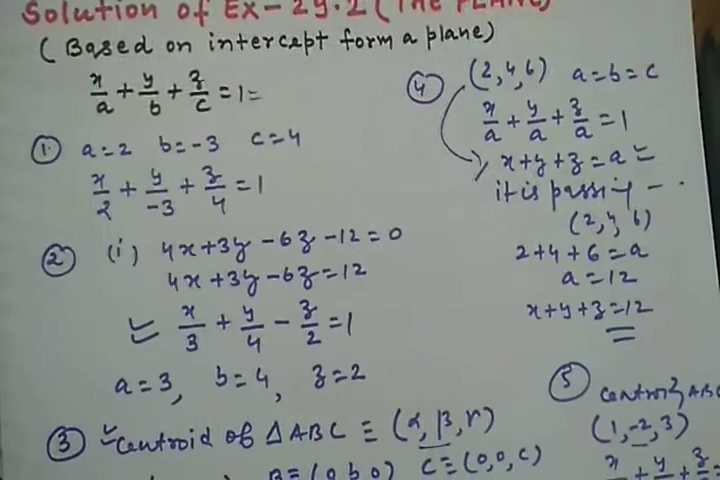 Solution of Ex-29.2 (THE PLANE)
(Based on intercept form a plane)
x/a + y/b + z/c = 1
① a=2 b=-3 c=4
x/2 + y/-3 + z/4 = 1
② (i) 4x+3y-6z-12=0
4x+3y-6z=12
x/3 + y/4 - z/2 = 1
a=3, b=4, z=2
③ Centroid of ΔABC ≡ (α, β, γ)
B=(0,b,0) C≡(0,0,C)
④ (2,4,6) a=b=c
x/a + y/a + z/a = 1
x+y+z=a
it is passing - ..
(2,4,6)
2+4+6=a
a=12
x+y+z=12
⑤ Centroid ABC
(1,-2,3)
x + y + z =